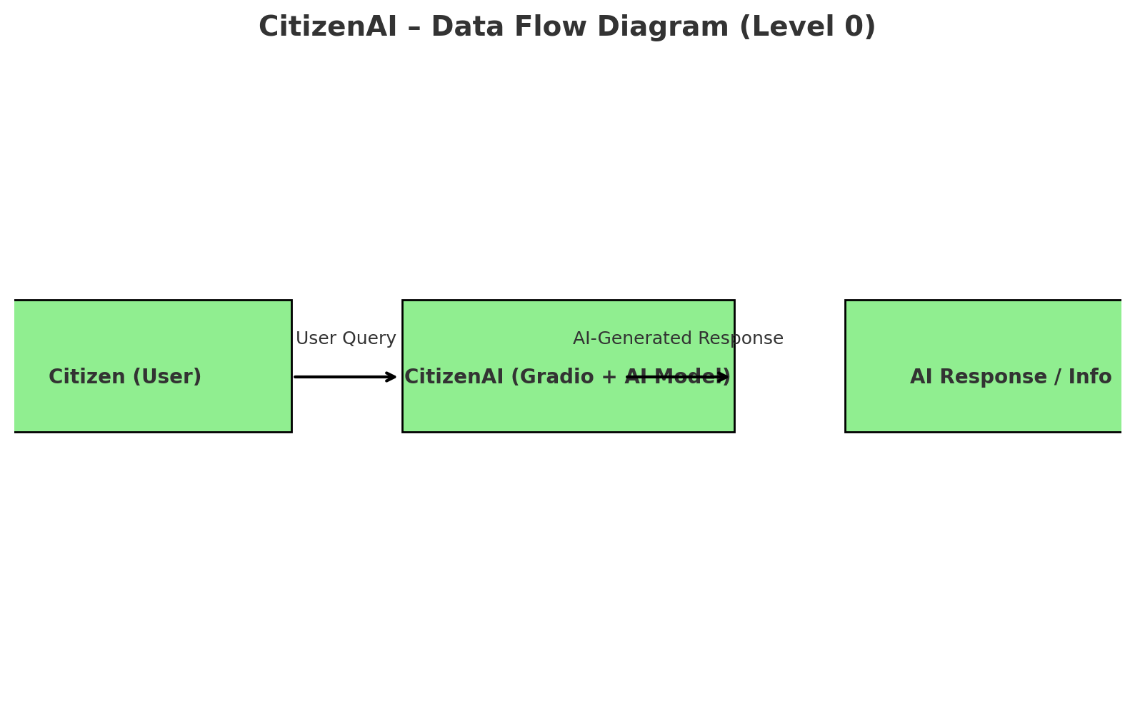 CitizenAI – Data Flow Diagram (Level 0)
User Query
AI-Generated Response
Citizen (User)
CitizenAI (Gradio + AI Model)
AI Response / Info